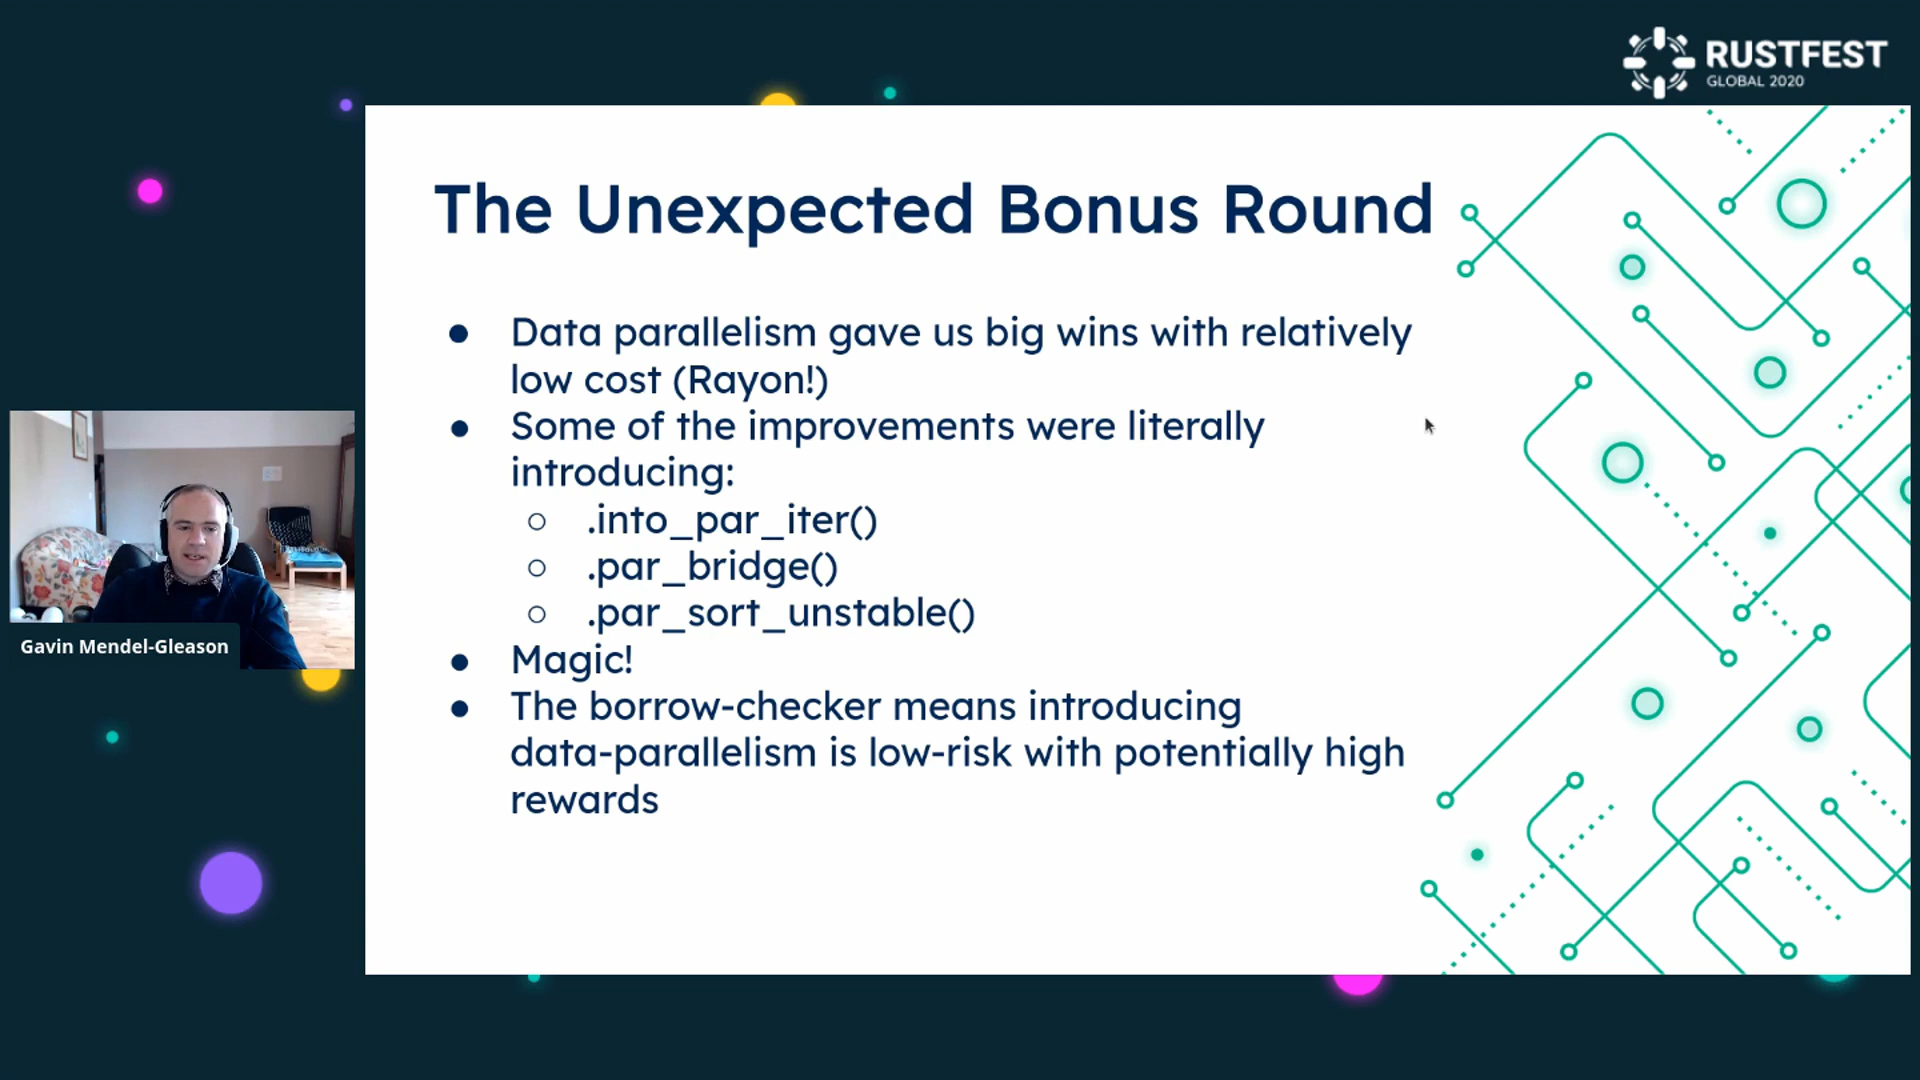 RUSTFEST
GLOBAL 2020
The Unexpected Bonus Round
● Data parallelism gave us big wins with relatively
low cost (Rayon!)
● Some of the improvements were literally
introducing:
○ .into_par_iter()
○ .par_bridge()
○ .par_sort_unstable()
● Magic!
● The borrow-checker means introducing
data-parallelism is low-risk with potentially high
rewards
Gavin Mendel-Gleason